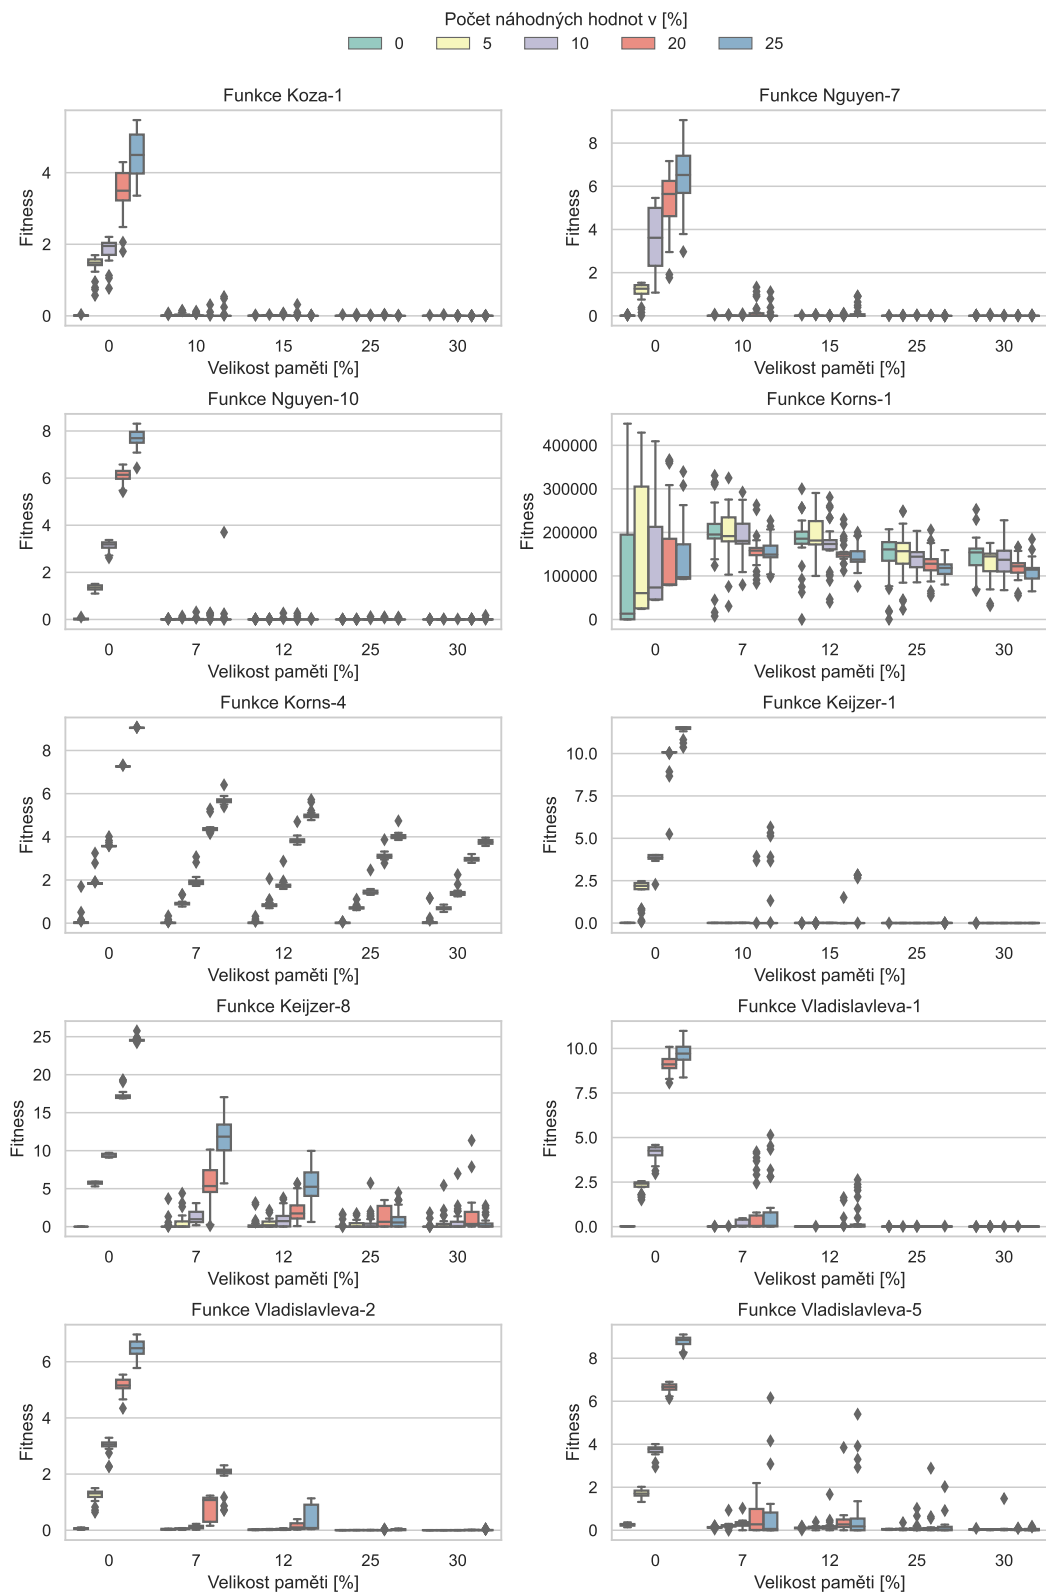 Počet náhodných hodnot v [%]
0 5 10 20 25
Funkce Koza-1
Fitness
4
2
0
0 10 15 25 30
Velikost paměti [%]
Funkce Nguyen-7
Fitness
8
6
4
2
0
0 10 15 25 30
Velikost paměti [%]
Funkce Nguyen-10
Fitness
8
6
4
2
0
0 7 12 25 30
Velikost paměti [%]
Funkce Korns-1
Fitness
400000
300000
200000
100000
0
0 7 12 25 30
Velikost paměti [%]
Funkce Korns-4
Fitness
8
6
4
2
0
0 7 12 25 30
Velikost paměti [%]
Funkce Keijzer-1
Fitness
10.0
7.5
5.0
2.5
0.0
0 10 15 25 30
Velikost paměti [%]
Funkce Keijzer-8
Fitness
25
20
15
10
5
0
0 7 12 25 30
Velikost paměti [%]
Funkce Vladislavleva-1
Fitness
10.0
7.5
5.0
2.5
0.0
0 7 12 25 30
Velikost paměti [%]
Funkce Vladislavleva-2
Fitness
6
4
2
0
0 7 12 25 30
Velikost paměti [%]
Funkce Vladislavleva-5
Fitness
8
6
4
2
0
0 7 12 25 30
Velikost paměti [%]